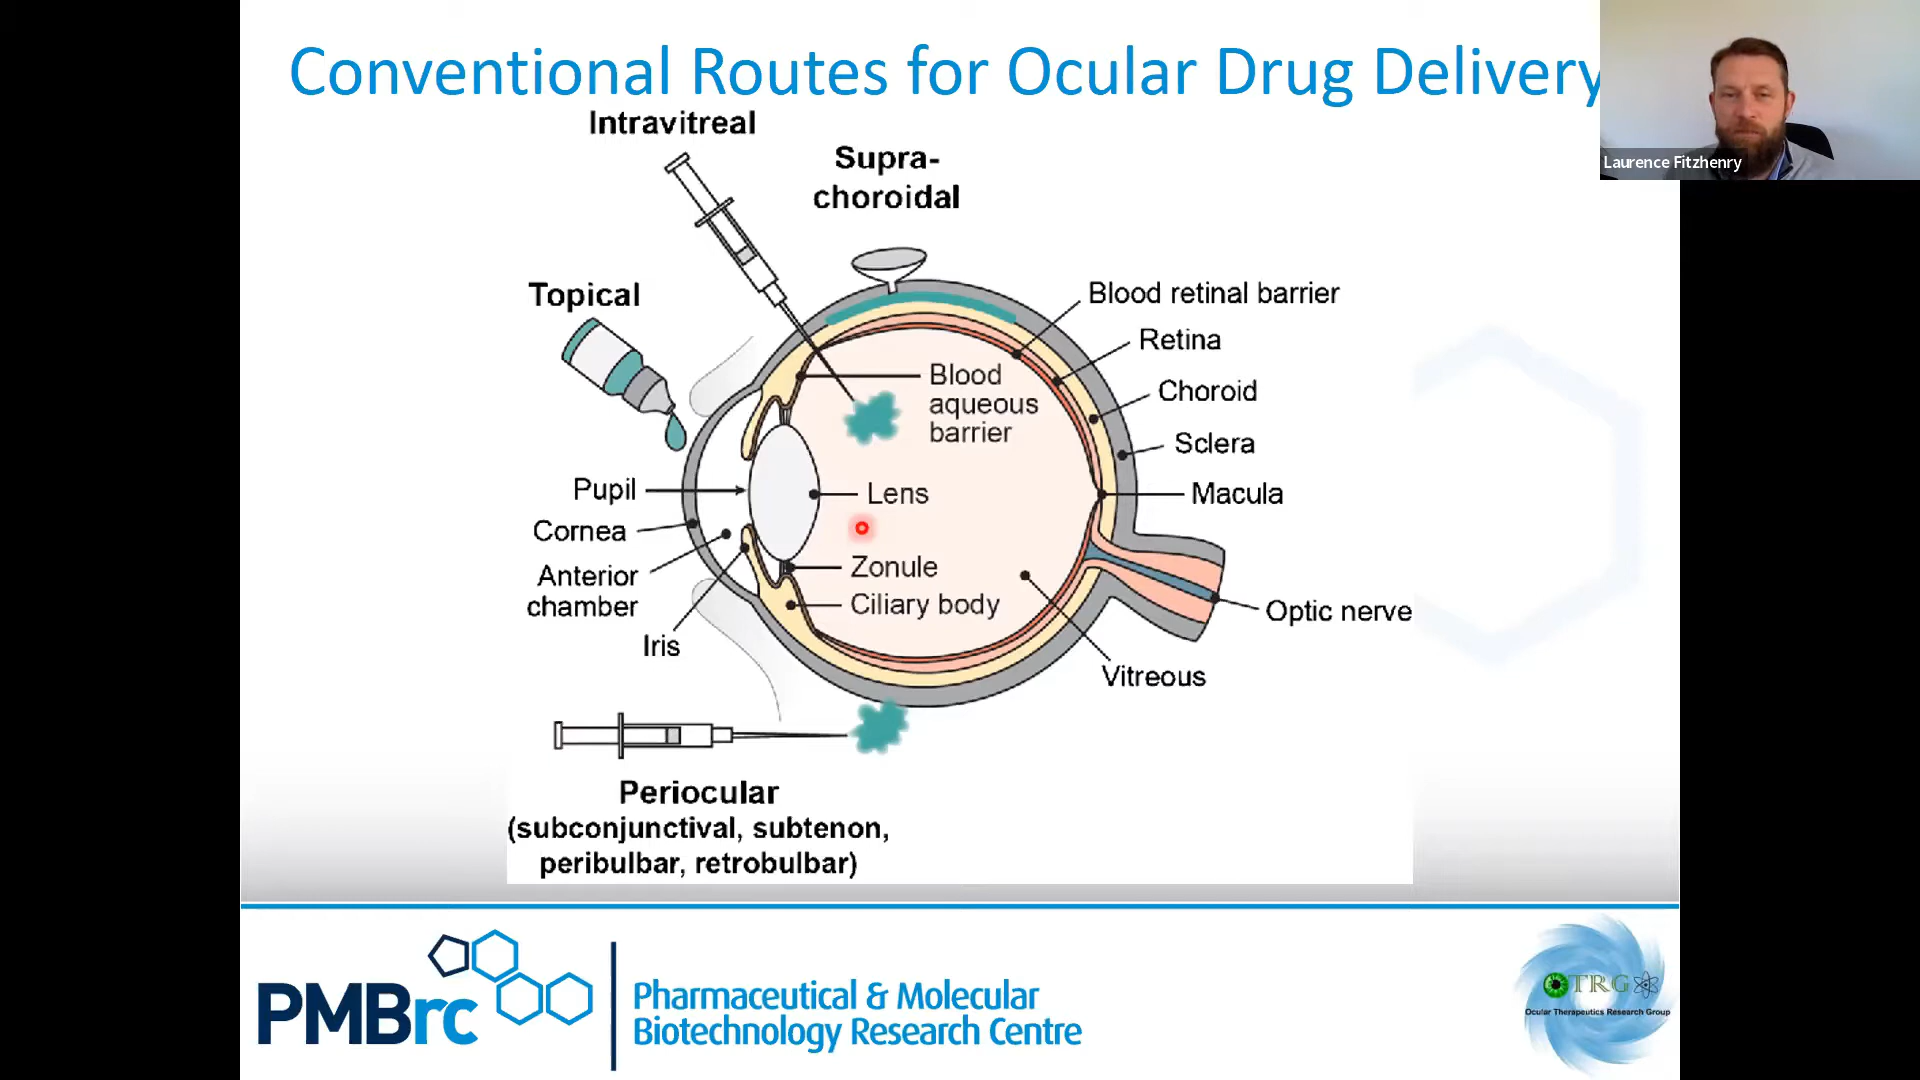 Conventional Routes for Ocular Drug Delivery
Laurence Fitzhenry
Intravitreal
Supra-
choroidal
Topical
Blood retinal barrier
Retina
Choroid
Sclera
Macula
Blood
aqueous
barrier
Pupil
Lens
Cornea
Anterior
chamber
Iris
Zonule
Ciliary body
Optic nerve
Vitreous
Periocular
(subconjunctival, subtenon,
peribulbar, retrobulbar)
PMBrc
Pharmaceutical & Molecular
Biotechnology Research Centre
OTRG
Ocular Therapeutics Research Group